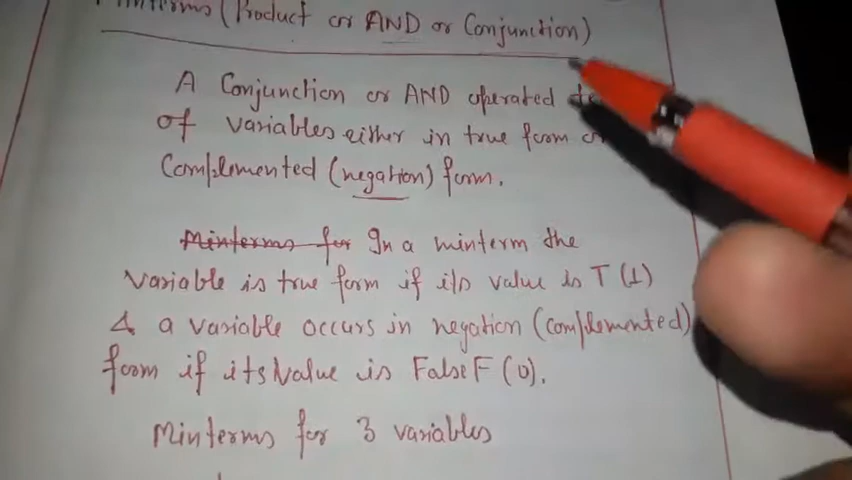 Minterms (Product or AND or Conjunction)
A Conjunction or AND operated
of variables either in true form
Complemented (negation) form.
Minterms for In a minterm the
Variable is true form if its value is T (1)
& a variable occurs in negation (complemented)
form if its value is False F (0).
Minterms for 3 variables